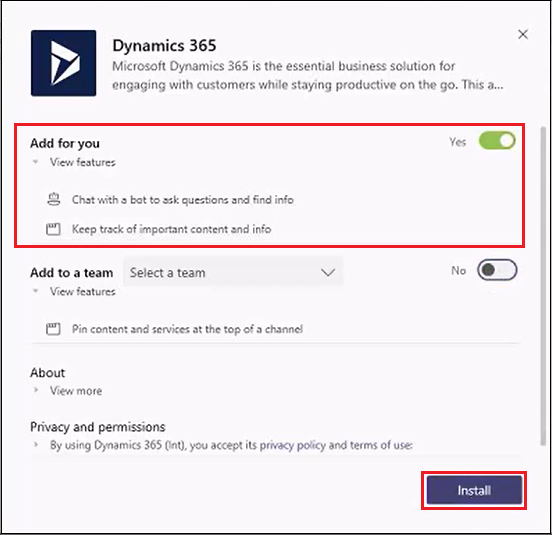 Dynamics 365
Microsoft Dynamics 365 is the essential business solution for
engaging with customers while staying productive on the go. This a...
Add for you
Yes
View features
Chat with a bot to ask questions and find info
Keep track of important content and info
Add to a team
Select a team
No
View features
Pin content and services at the top of a channel
About
View more
Privacy and permissions
By using Dynamics 365 (Int), you accept its privacy policy and terms of use:
Install